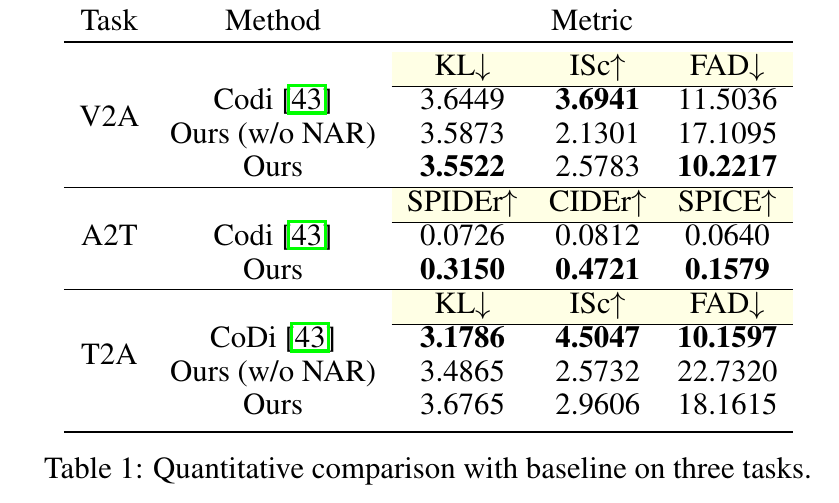 Task Method Metric
KL↓ ISc↑ FAD↓
V2A Codi [43] 3.6449 3.6941 11.5036
Ours (w/o NAR) 3.5873 2.1301 17.1095
Ours 3.5522 2.5783 10.2217
SPIDEr↑ CIDEr↑ SPICE↑
A2T Codi [43] 0.0726 0.0812 0.0640
Ours 0.3150 0.4721 0.1579
KL↓ ISc↑ FAD↓
T2A CoDi [43] 3.1786 4.5047 10.1597
Ours (w/o NAR) 3.4865 2.5732 22.7320
Ours 3.6765 2.9606 18.1615
Table 1: Quantitative comparison with baseline on three tasks.